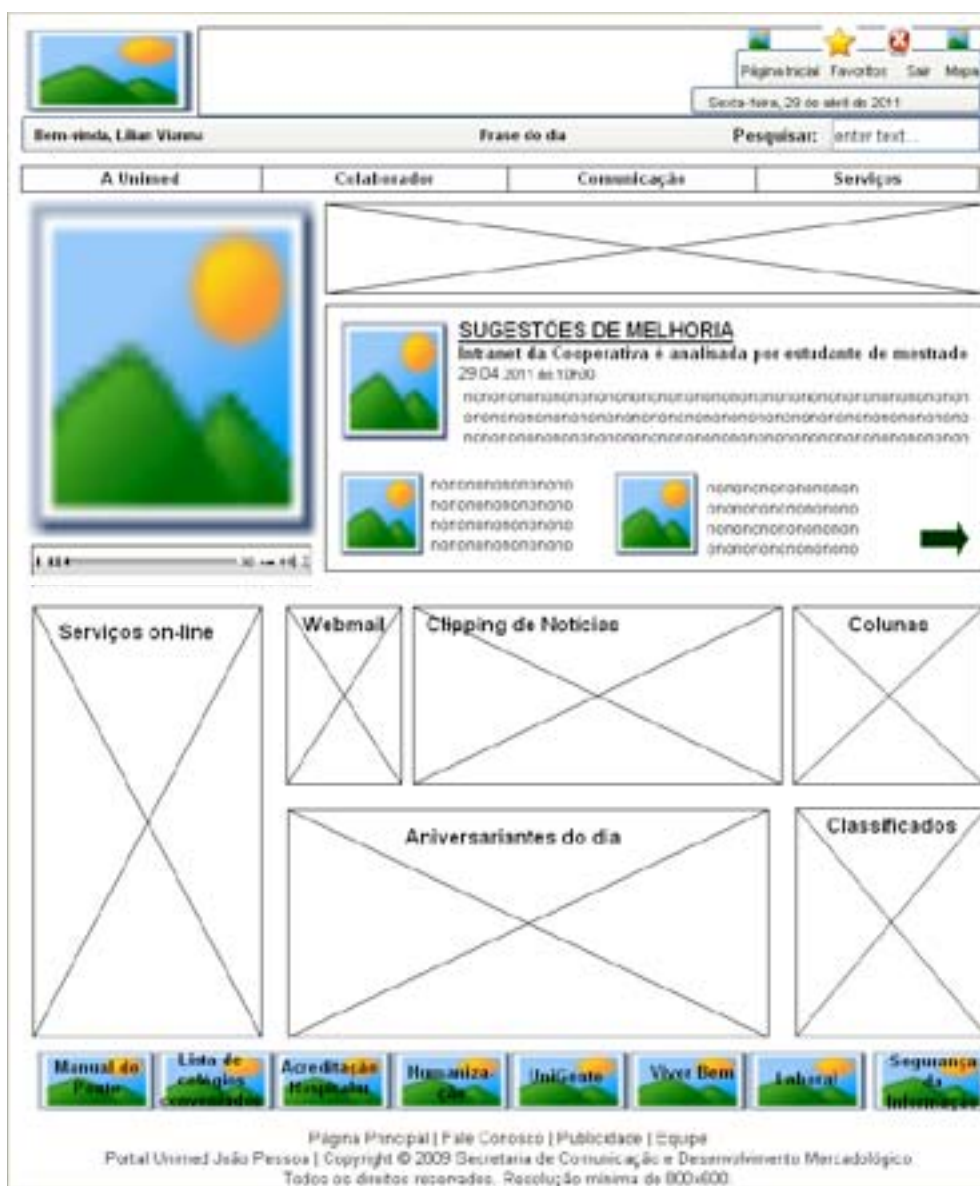 Página Inicial Favoritos Sair Mapa
Sexta-feira, 29 de abril de 2011
Bem-vinda, Lilian Vianna Frase do dia Pesquisar: enter text...
A Unimed Colaborador Comunicação Serviços
SUGESTÕES DE MELHORIA
Intranet da Cooperativa é analisada por estudante de mestrado
29.04.2011 às 10h00
Serviços on-line
Webmail
Clipping de Notícias
Colunas
Aniversariantes do dia
Classificados
Manual do Ponto
Lista de colégios conveniados
Acreditação Hospitalar
Humaniza-
ção
UniGente
Viver Bem
Laboral
Segurança da Informação
Página Principal | Fale Conosco | Publicidade | Equipe
Portal Unimed João Pessoa | Copyright © 2009 Secretaria de Comunicação e Desenvolvimento Mercadológico
Todos os direitos reservados. Resolução mínima de 800x600.